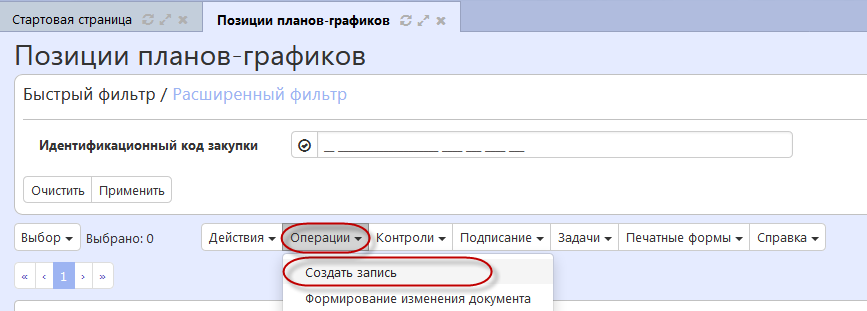 Стартовая страница Позиции планов-графиков
Позиции планов-графиков
Быстрый фильтр / Расширенный фильтр
Идентификационный код закупки
Очистить Применить
Выбор Выбрано: 0 Действия Операции Контроли Подписание Задачи Печатные формы Справка
« ‹ 1 › » Создать запись
Формирование изменения документа